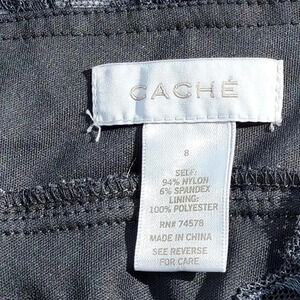 CACHÉ
8
SELF:
94% NYLON
6% SPANDEX
LINING:
100% POLYESTER
RN# 74578
MADE IN CHINA
SEE REVERSE
FOR CARE